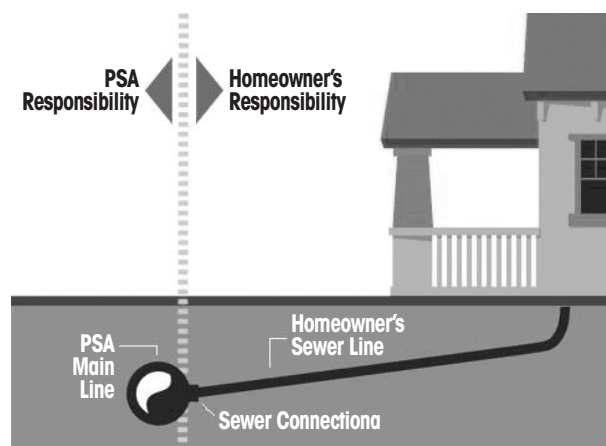 PSA
Responsibility
Homeowner's
Responsibility
PSA
Main
Line
Homeowner's
Sewer Line
Sewer Connectiona